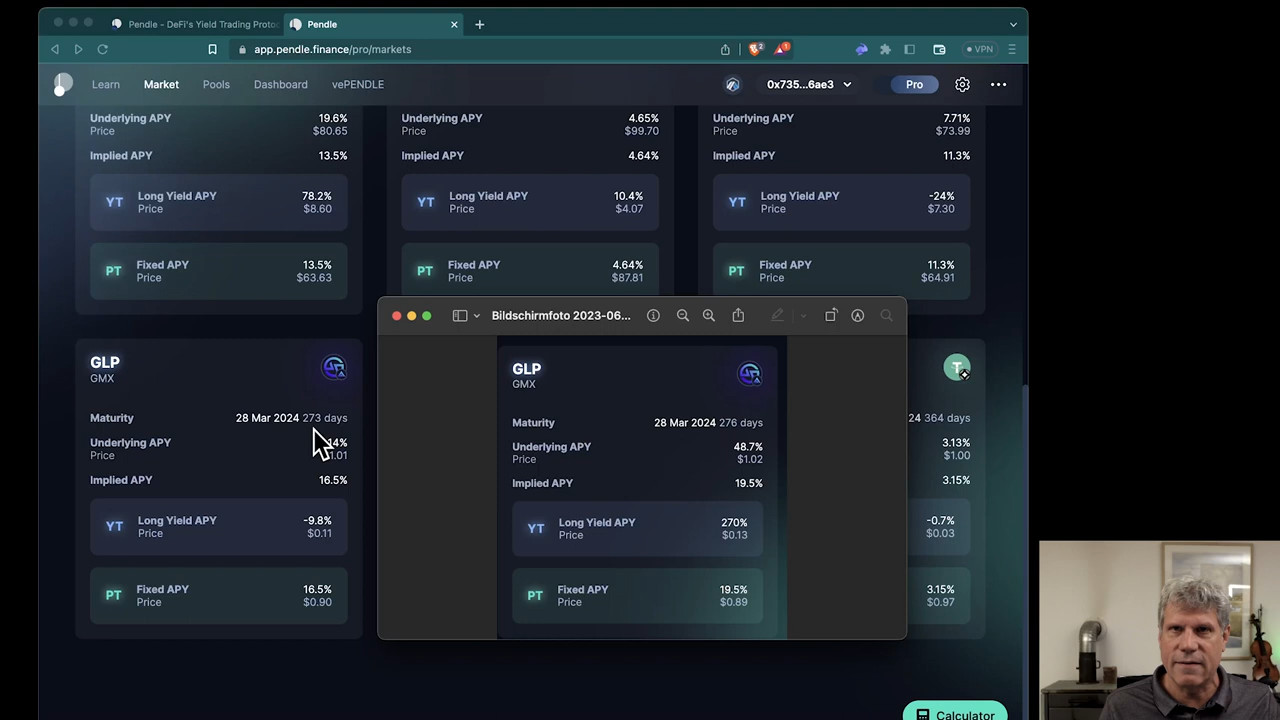 Pendle - DeFi's Yield Trading Proto
Pendle
app.pendle.finance/pro/markets
2
1
VPN
Learn
Market
Pools
Dashboard
vePENDLE
0x735...6ae3
Pro
Underlying APY 19.6%
Price $80.65
Implied APY 13.5%
YT Long Yield APY 78.2%
Price $8.60
PT Fixed APY 13.5%
Price $63.63
Underlying APY 4.65%
Price $99.70
Implied APY 4.64%
YT Long Yield APY 10.4%
Price $4.07
PT Fixed APY 4.64%
Price $87.81
Underlying APY 7.71%
Price $73.99
Implied APY 11.3%
YT Long Yield APY -24%
Price $7.30
PT Fixed APY 11.3%
Price $64.91
GLP
GMX
Maturity 28 Mar 2024 273 days
Underlying APY
Price
Implied APY 16.5%
YT Long Yield APY -9.8%
Price $0.11
PT Fixed APY 16.5%
Price $0.90
Bildschirmfoto 2023-06...
GLP
GMX
Maturity 28 Mar 2024 276 days
Underlying APY 48.7%
Price $1.02
Implied APY 19.5%
YT Long Yield APY 270%
Price $0.13
PT Fixed APY 19.5%
Price $0.89
T
24 364 days
3.13%
$1.00
3.15%
-0.7%
$0.03
3.15%
$0.97
Calculator